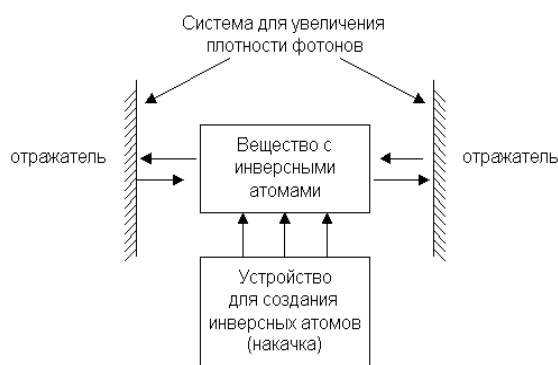 Система для увеличения
плотности фотонов
отражатель
Вещество с
инверсными
атомами
отражатель
Устройство
для создания
инверсных атомов
(накачка)